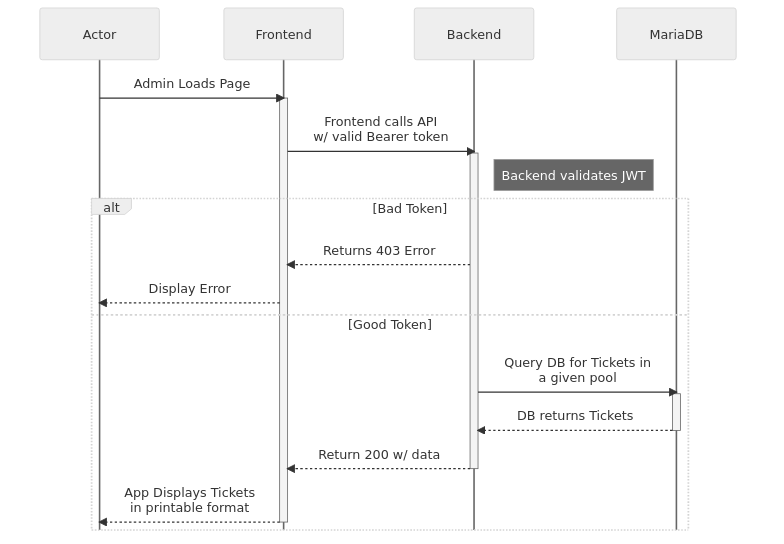 Actor
Frontend
Backend
MariaDB
Admin Loads Page
Frontend calls API
w/ valid Bearer token
Backend validates JWT
alt
[Bad Token]
Returns 403 Error
Display Error
[Good Token]
Query DB for Tickets in
a given pool
DB returns Tickets
Return 200 w/ data
App Displays Tickets
in printable format